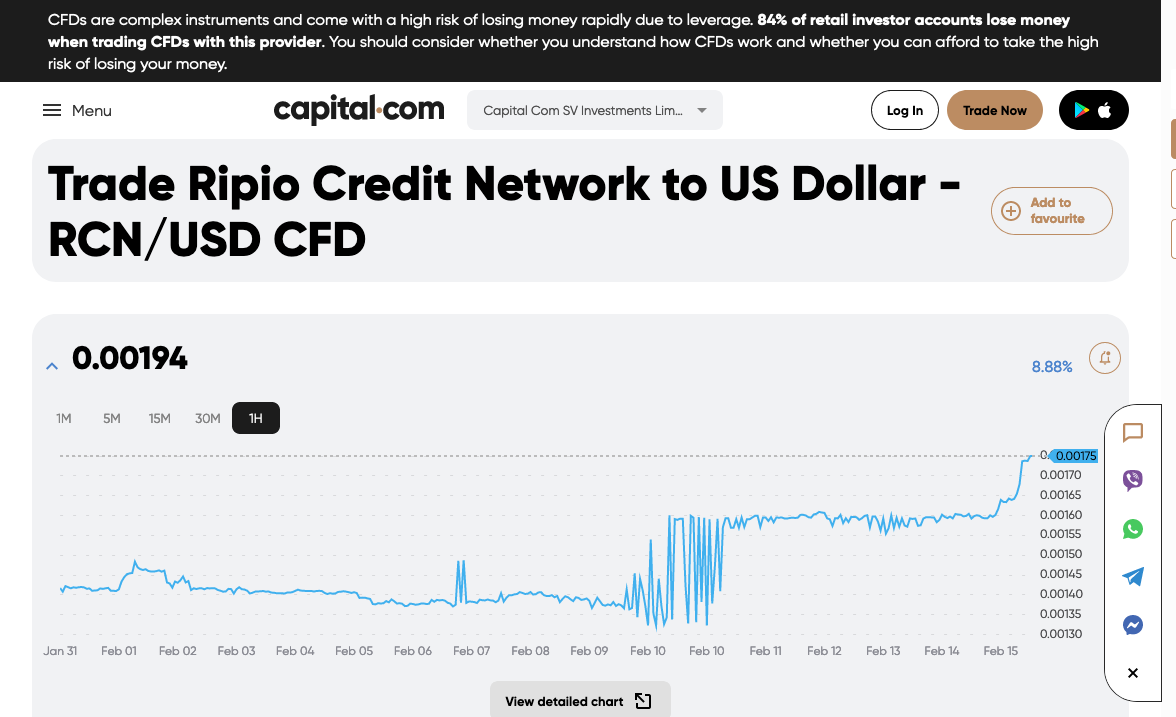 CFDs are complex instruments and come with a high risk of losing money rapidly due to leverage. 84% of retail investor accounts lose money
when trading CFDs with this provider. You should consider whether you understand how CFDs work and whether you can afford to take the high
risk of losing your money.
Menu
capital.com
Capital Com SV Investments Lim...
Log In
Trade Now
Trade Ripio Credit Network to US Dollar -
RCN/USD CFD
Add to
favourite
0.00194
8.88%
1M 5M 15M 30M 1H
0.00175
0.00170
0.00165
0.00160
0.00155
0.00150
0.00145
0.00140
0.00135
0.00130
Jan 31 Feb 01 Feb 02 Feb 03 Feb 04 Feb 05 Feb 06 Feb 07 Feb 08 Feb 09 Feb 10 Feb 10 Feb 11 Feb 12 Feb 13 Feb 14 Feb 15
View detailed chart